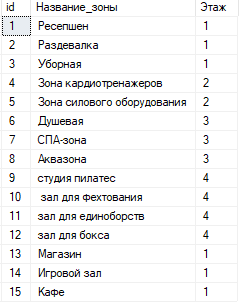 id Название_зоны Этаж
1 Ресепшен 1
2 Раздевалка 1
3 Уборная 1
4 Зона кардиотренажеров 2
5 Зона силового оборудования 2
6 Душевая 3
7 СПА-зона 3
8 Аквазона 3
9 студия пилатес 4
10 зал для фехтования 4
11 зал для единоборств 4
12 зал для бокса 4
13 Магазин 1
14 Игровой зал 1
15 Кафе 1